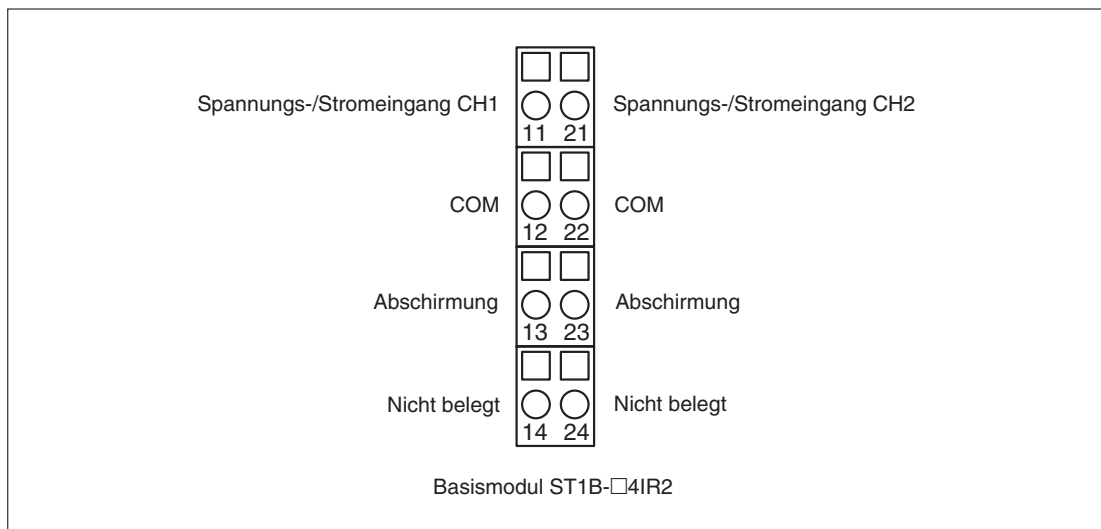 Spannungs-/Stromeingang CH1
11 21
Spannungs-/Stromeingang CH2
COM
12 22
COM
Abschirmung
13 23
Abschirmung
Nicht belegt
14 24
Nicht belegt
Basismodul ST1B-□4IR2